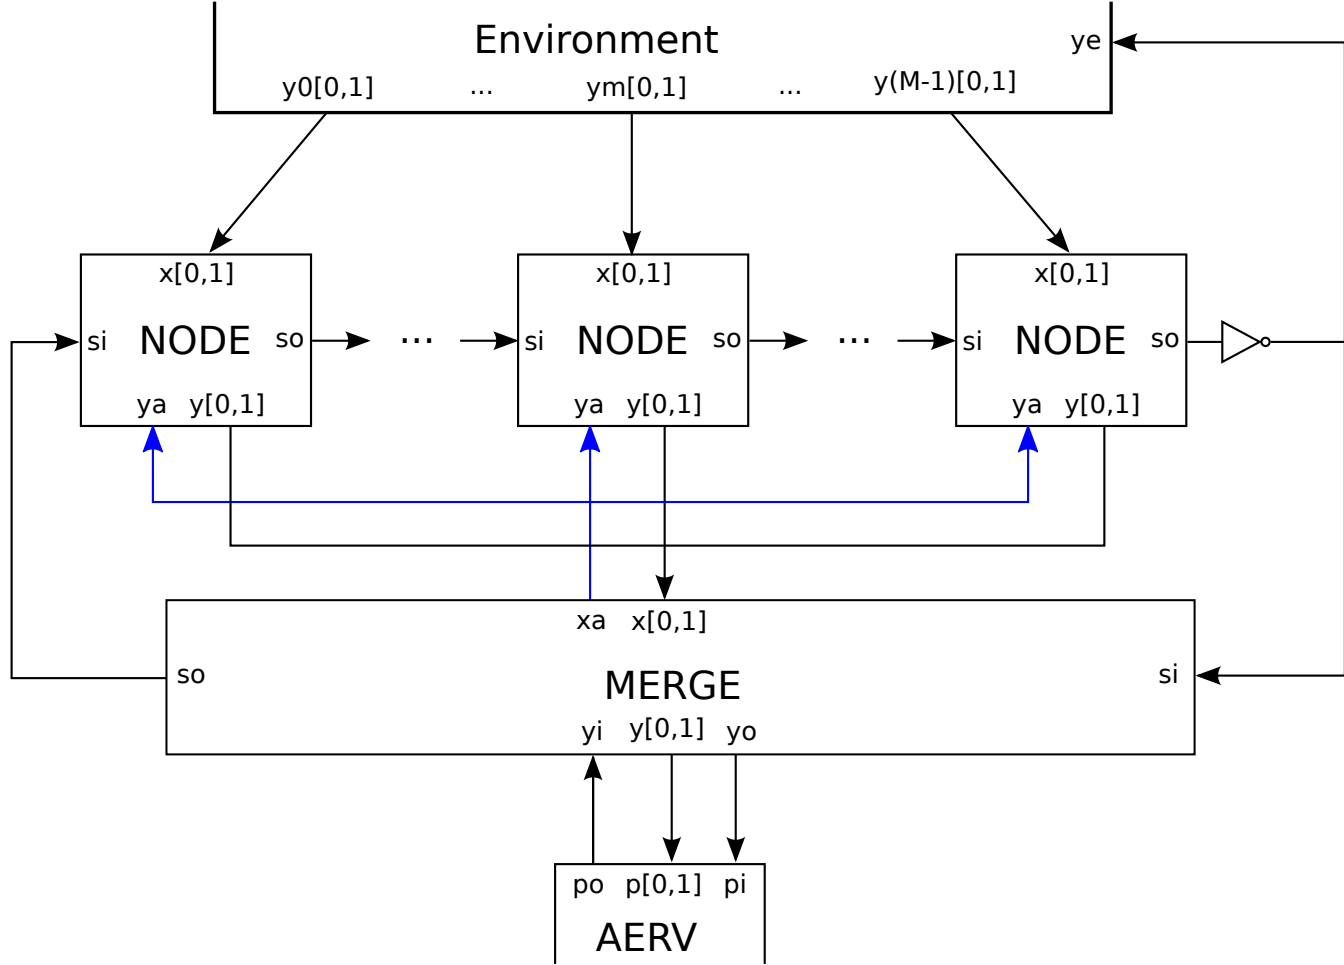 Environment
ye
y0[0,1] ... ym[0,1] ... y(M-1)[0,1]
x[0,1] x[0,1] x[0,1]
si NODE so ... si NODE so ... si NODE so
ya y[0,1] ya y[0,1] ya y[0,1]
xa x[0,1]
so MERGE si
yi y[0,1] yo
po p[0,1] pi
AERV